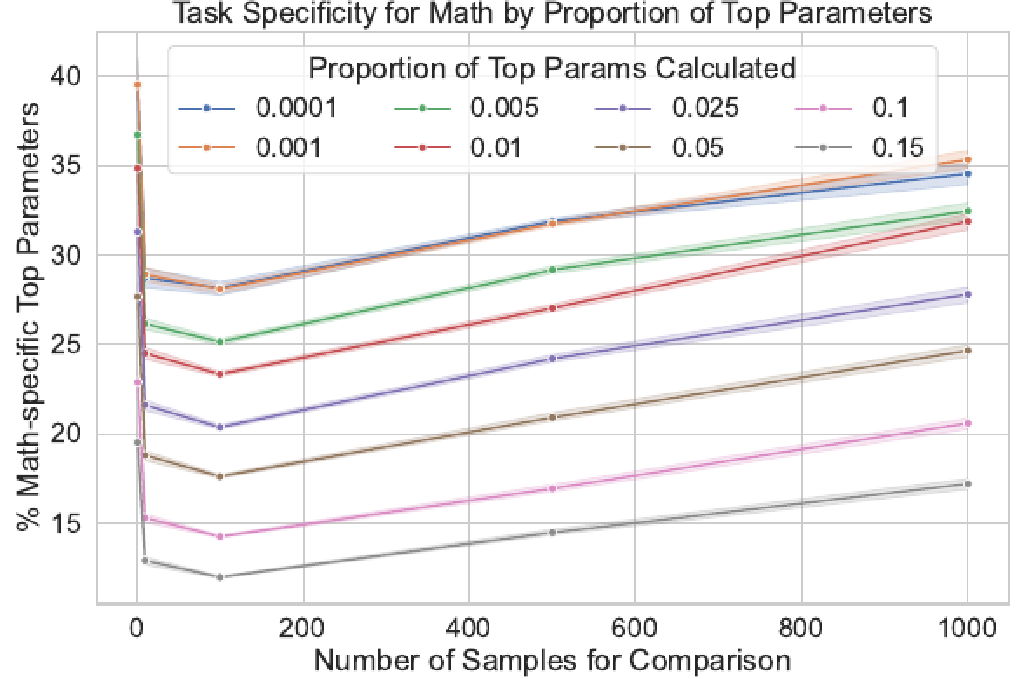 Task Specificity for Math by Proportion of Top Parameters
Proportion of Top Params Calculated
0.0001 0.005 0.025 0.1
0.001 0.01 0.05 0.15
% Math-specific Top Parameters
40
35
30
25
20
15
0 200 400 600 800 1000
Number of Samples for Comparison